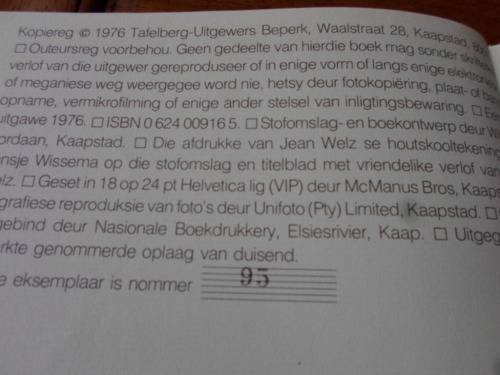 Kopiereg © 1976 Tafelberg-Uitgewers Beperk, Waalstraat 28, Kaapstad,
☐ Outeursreg voorbehou. Geen gedeelte van hierdie boek mag sonder
verlof van die uitgewer gereproduseer of in enige vorm of langs enige
of meganiese weg weergegee word nie, hetsy deur fotokopiëring, plaat- of
opname, vermikrofilming of enige ander stelsel van inligtingsbewaring. ☐
uitgawe 1976. ☐ ISBN 0 624 00916 5. ☐ Stofomslag- en boekontwerp deur
ordaan, Kaapstad. ☐ Die afdrukke van Jean Welz se houtskooltekening
nsje Wissema op die stofomslag en titelblad met vriendelike verlof van
elz. ☐ Geset in 18 op 24 pt Helvetica lig (VIP) deur McManus Bros, Kaaps
grafiese reproduksie van foto's deur Unifoto (Pty) Limited, Kaapstad. ☐
gebind deur Nasionale Boekdrukkery, Elsiesrivier, Kaap. ☐ Uitgeg
rkte genommerde oplaag van duisend.
e eksemplaar is nommer 95